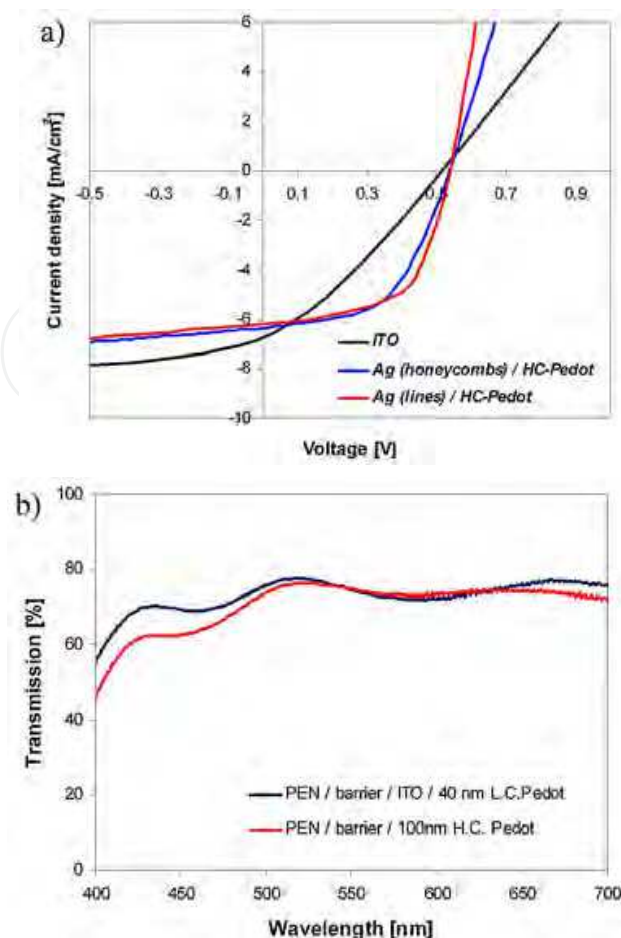 a)
6
4
2
0
-0.5
-0.3
-0.1
0.1
0.3
0.5
0.7
0.9
-2
-4
-6
-8
-10
Current density [mA/cm²]
ITO
Ag (honeycombs) / HC-Pedot
Ag (lines) / HC-Pedot
Voltage [V]
b)
100
80
60
40
20
0
Transmission [%]
PEN / barrier / ITO / 40 nm L.C.Pedot
PEN / barrier / 100nm H.C. Pedot
400
450
500
550
600
650
700
Wavelength [nm]